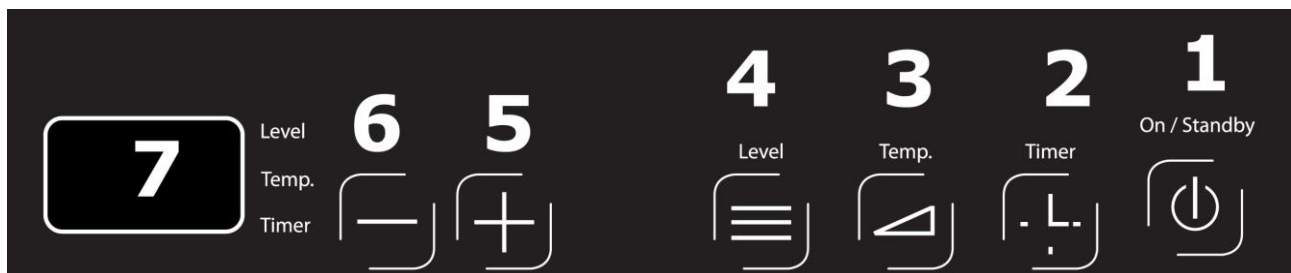 1
4 3 2
On / Standby
Level 6 5
7
Level Temp. Timer
Temp.
Timer